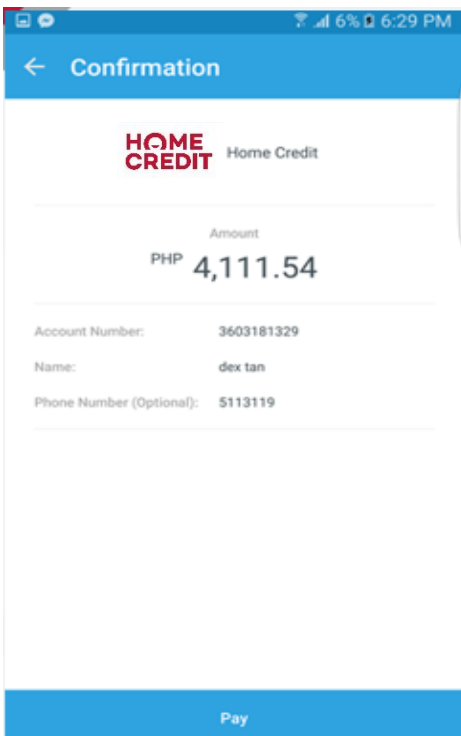 6% 6:29 PM
Confirmation
HOME
CREDIT
Home Credit
Amount
PHP 4,111.54
Account Number: 3603181329
Name: dex tan
Phone Number (Optional): 5113119
Pay